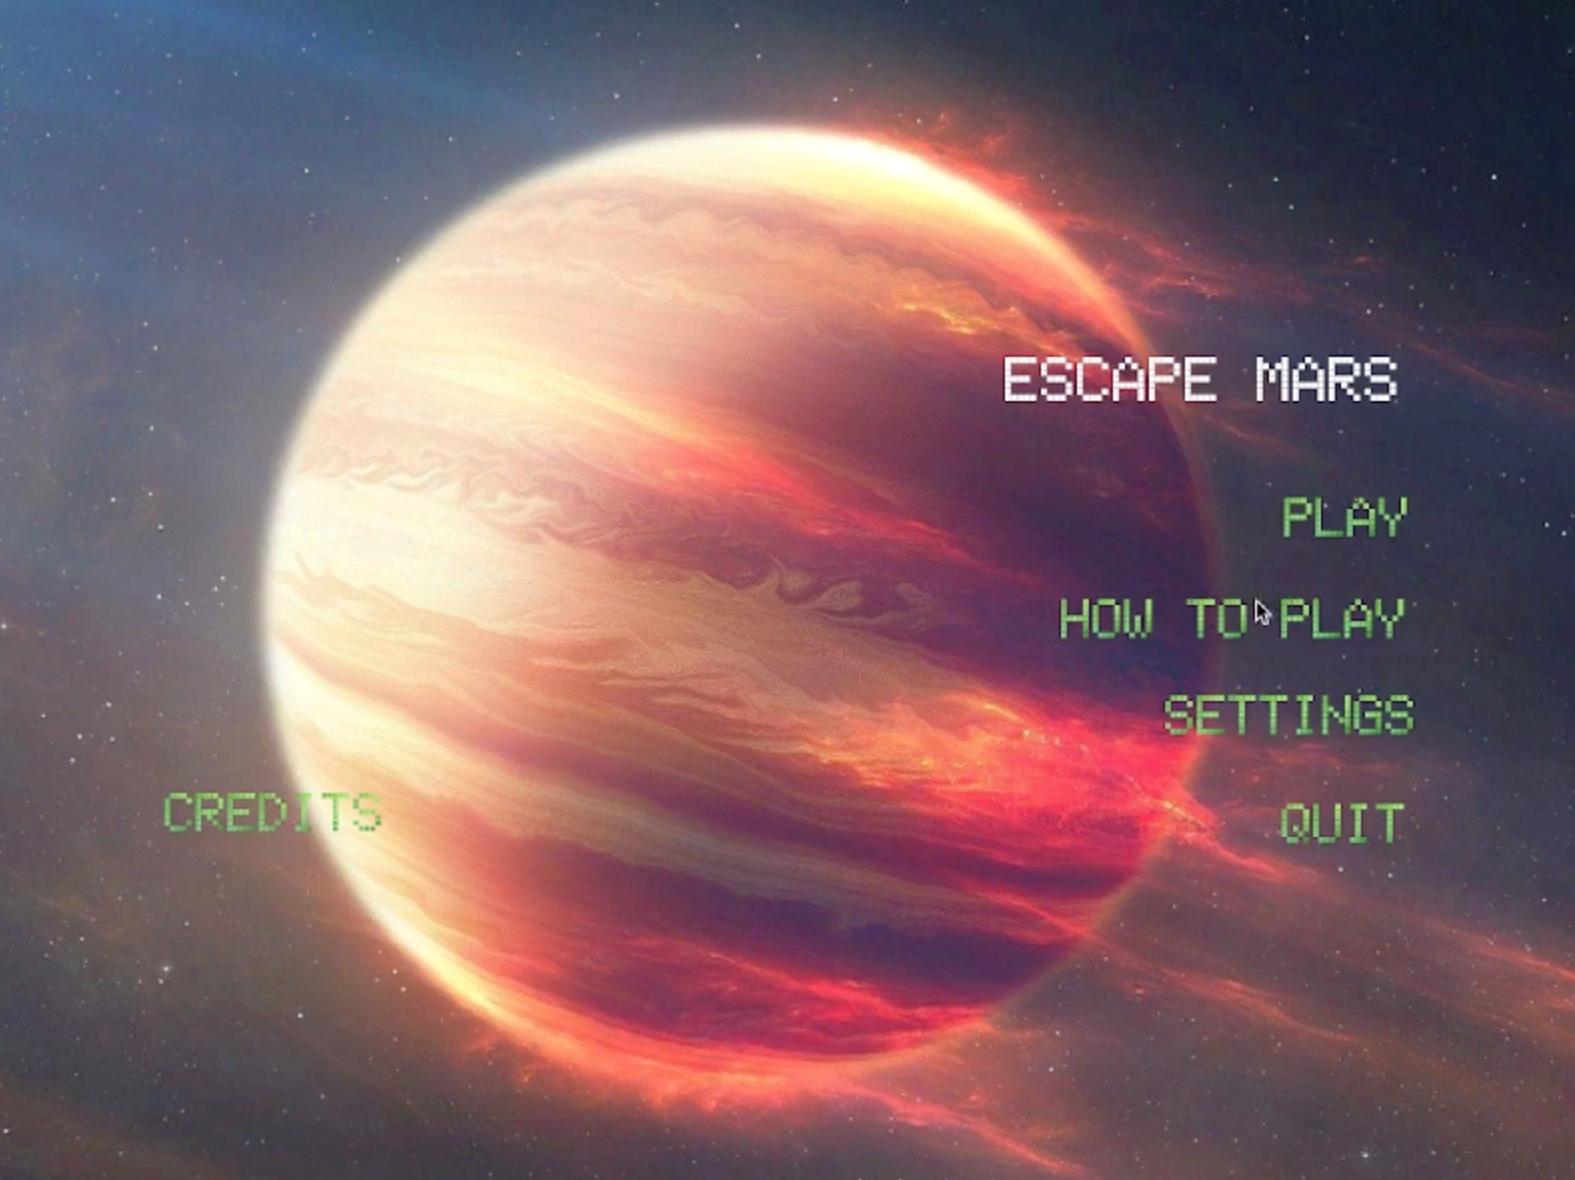 ESCAPE MARS
PLAY
HOW TO PLAY
SETTINGS
CREDITS
QUIT